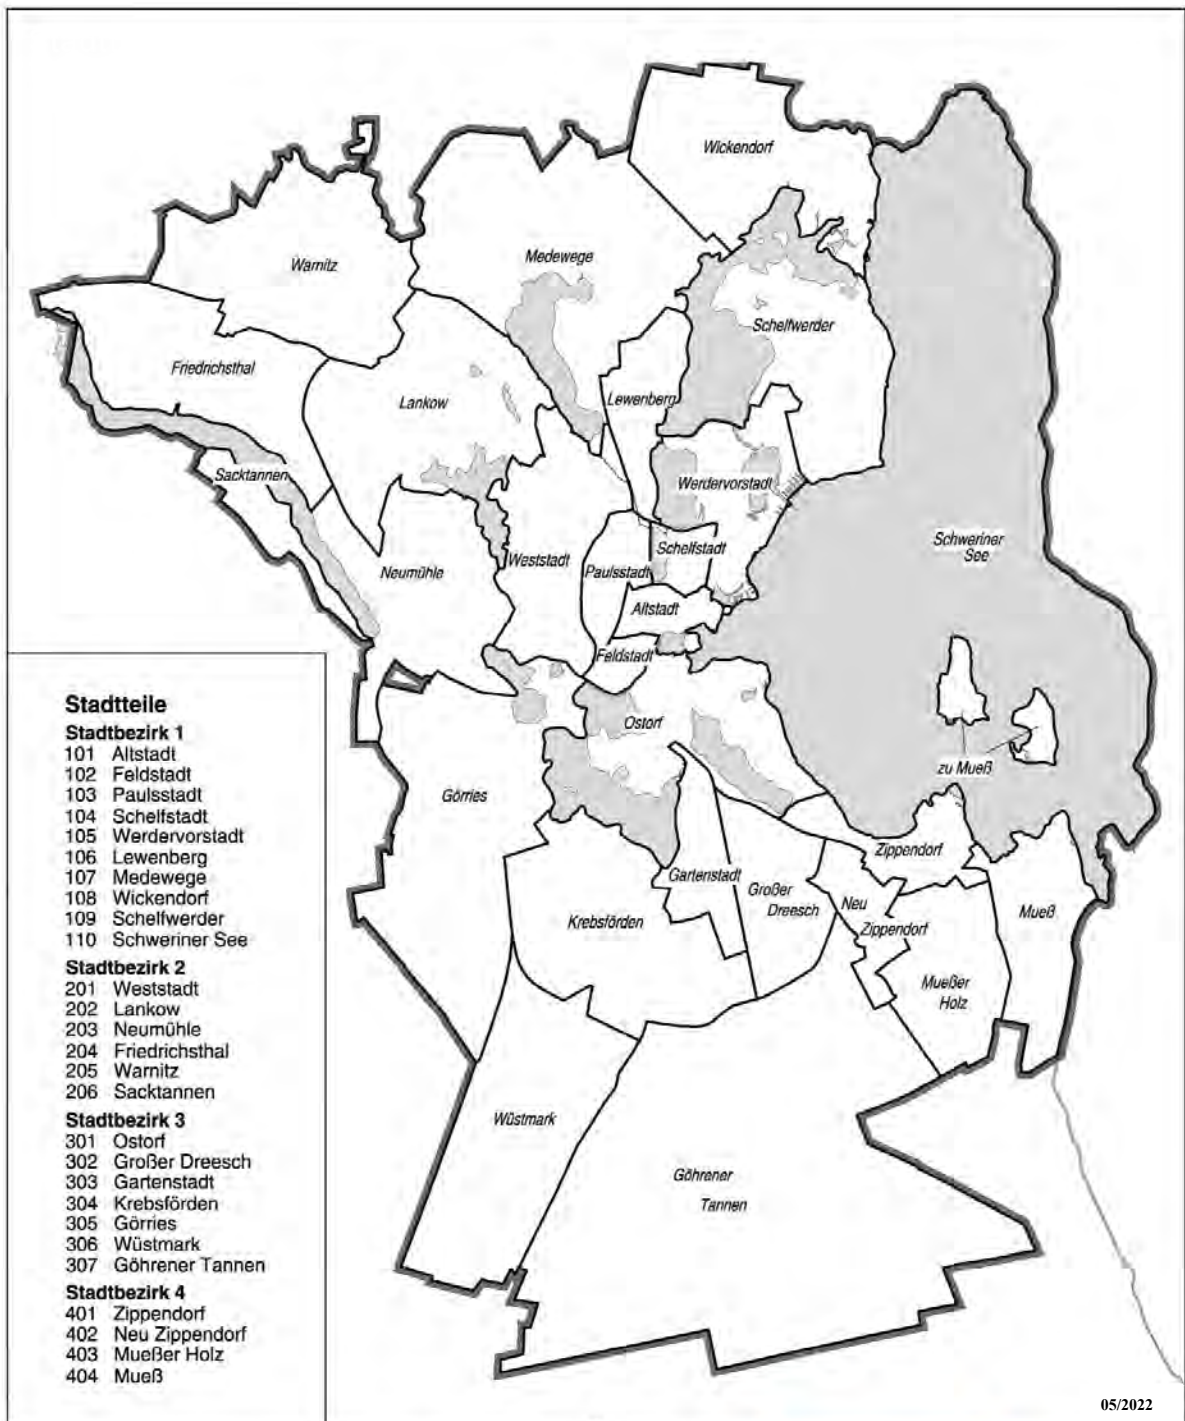 Wickendorf
Warnitz
Medewege
Schelfwerder
Friedrichsthal
Lankow
Lewenberg
Sacktannen
Werdervorstadt
Schweriner
See
Schelfstadt
Weststadt
Paulsstadt
Neumühle
Altstadt
Feldstadt
Ostorf
zu Mueß
Görries
Zippendorf
Gartenstadt
Großer
Dreesch
Neu
Zippendorf
Krebsförden
Mueß
Mueßer
Holz
Wüstmark
Göhrener
Tannen
Stadtteile
Stadtbezirk 1
101 Altstadt
102 Feldstadt
103 Paulsstadt
104 Schelfstadt
105 Werdervorstadt
106 Lewenberg
107 Medewege
108 Wickendorf
109 Schelfwerder
110 Schweriner See
Stadtbezirk 2
201 Weststadt
202 Lankow
203 Neumühle
204 Friedrichsthal
205 Warnitz
206 Sacktannen
Stadtbezirk 3
301 Ostorf
302 Großer Dreesch
303 Gartenstadt
304 Krebsförden
305 Görries
306 Wüstmark
307 Göhrener Tannen
Stadtbezirk 4
401 Zippendorf
402 Neu Zippendorf
403 Mueßer Holz
404 Mueß
05/2022